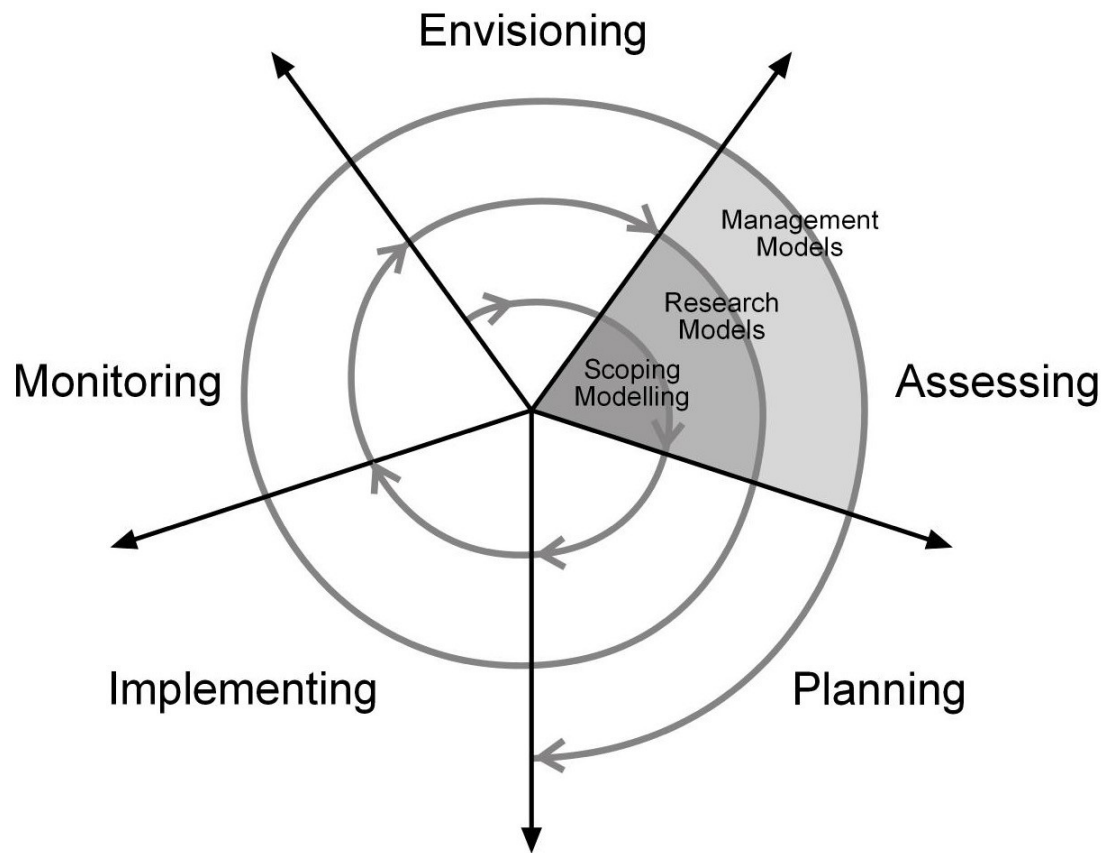 Envisioning
Management
Models
Research
Models
Scoping
Modelling
Monitoring
Assessing
Implementing
Planning